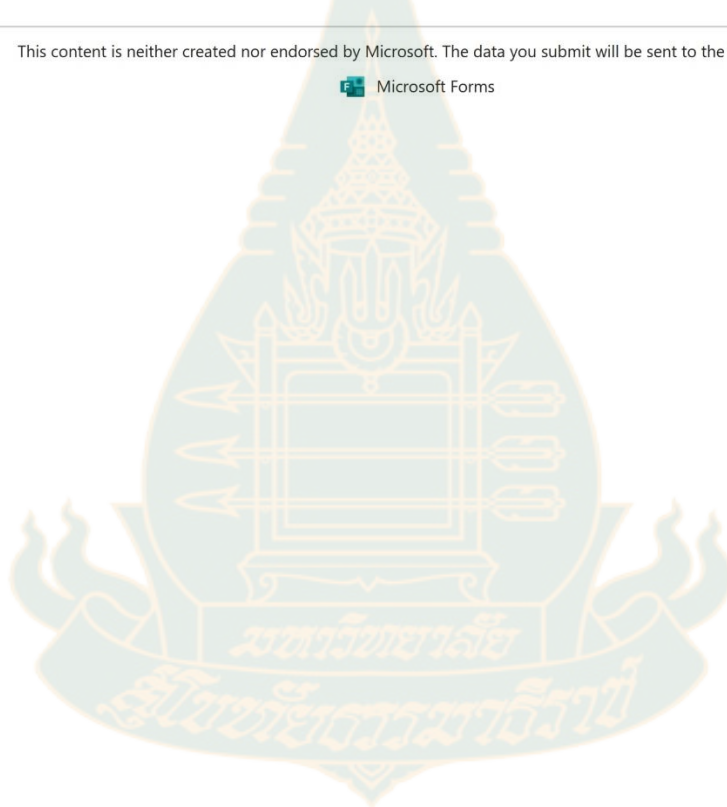 This content is neither created nor endorsed by Microsoft. The data you submit will be sent to the
Microsoft Forms
มหาวิทยาลัย
สุโขทัยธรรมาธิราช